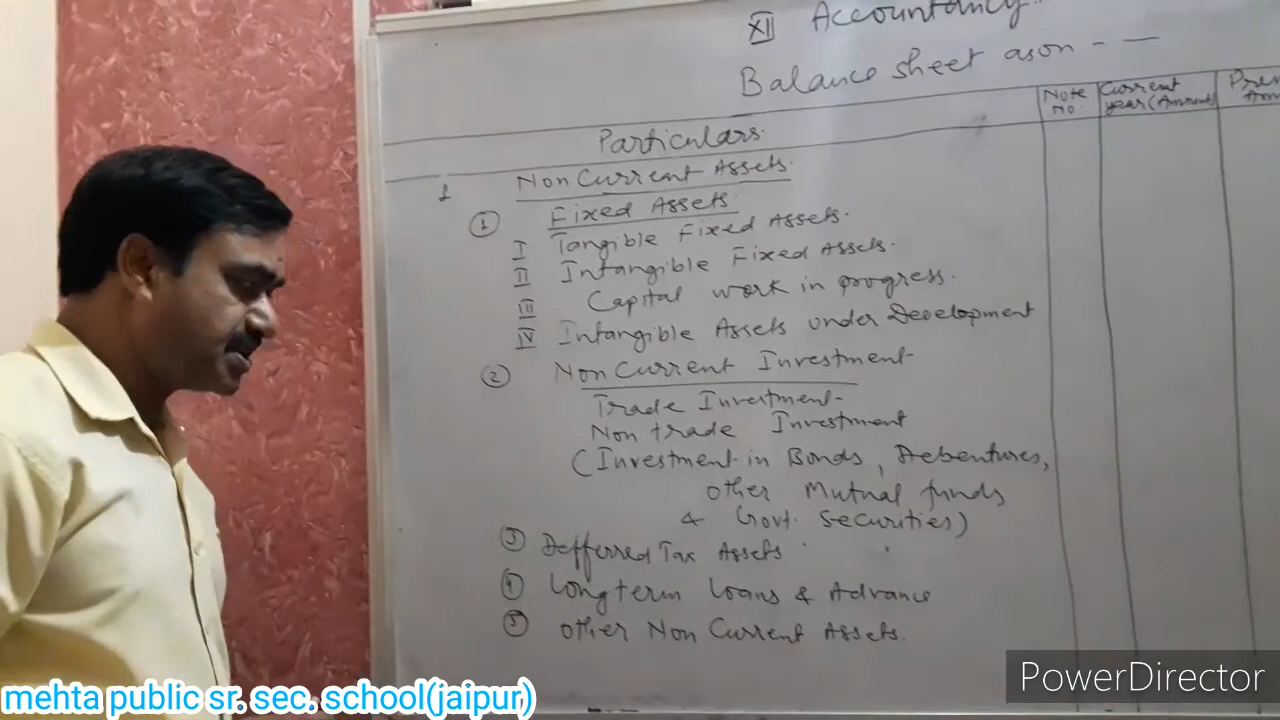 XII Accountancy
Balance sheet as on - —
Particulars.
Note No.
Current year (Amount)
1 Non Current Assets.
① Fixed Assets.
I Tangible Fixed Assets.
II Intangible Fixed Assets.
III Capital work in progress.
IV Intangible Assets under Development
② Non Current Investment
Trade Investment
Non trade Investment
(Investment in Bonds, Debentures,
other Mutual funds
& Govt. Securities)
③ Defferred Tax Assets
④ Long term loans & Advance
⑤ other Non Current Assets.
PowerDirector
mehta public sr. sec. school(jaipur)